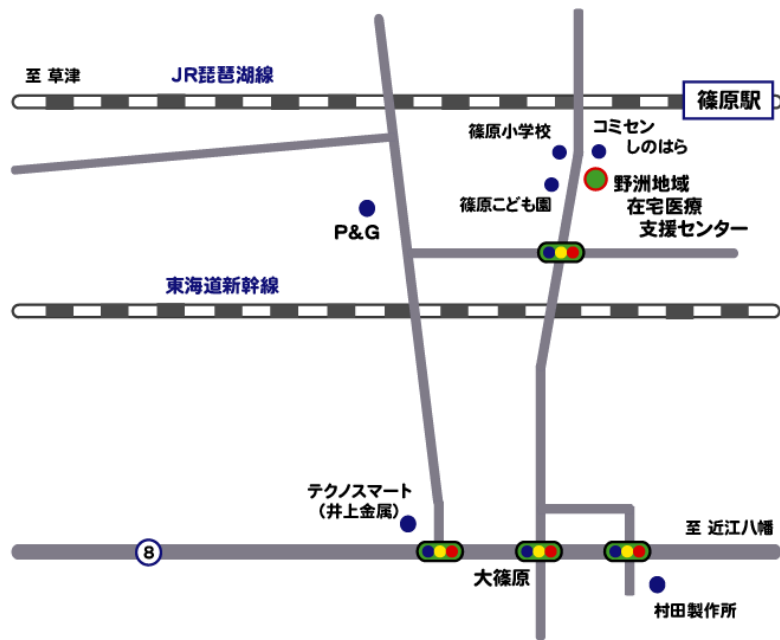 至 草津
JR琵琶湖線
篠原駅
篠原小学校
コミセン
しのはら
篠原こども園
野洲地域
在宅医療
支援センター
P&G
東海道新幹線
テクノスマート
(井上金属)
至 近江八幡
8
大篠原
村田製作所